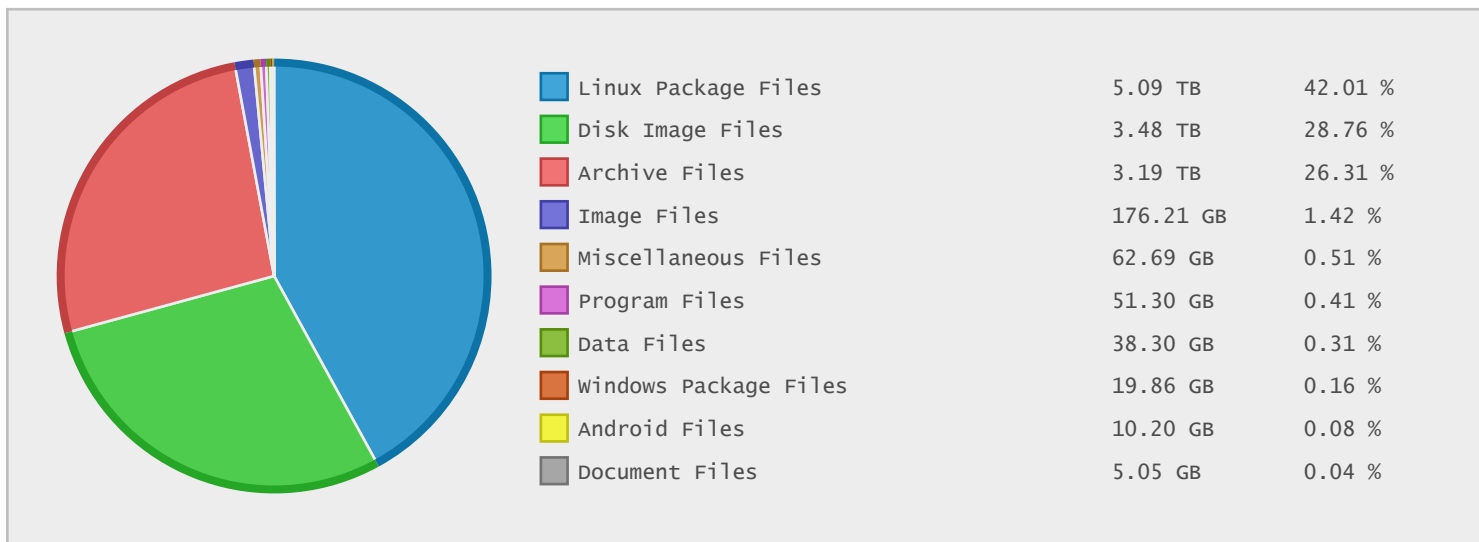 Linux Package Files 5.09 TB 42.01 %
Disk Image Files 3.48 TB 28.76 %
Archive Files 3.19 TB 26.31 %
Image Files 176.21 GB 1.42 %
Miscellaneous Files 62.69 GB 0.51 %
Program Files 51.30 GB 0.41 %
Data Files 38.30 GB 0.31 %
Windows Package Files 19.86 GB 0.16 %
Android Files 10.20 GB 0.08 %
Document Files 5.05 GB 0.04 %